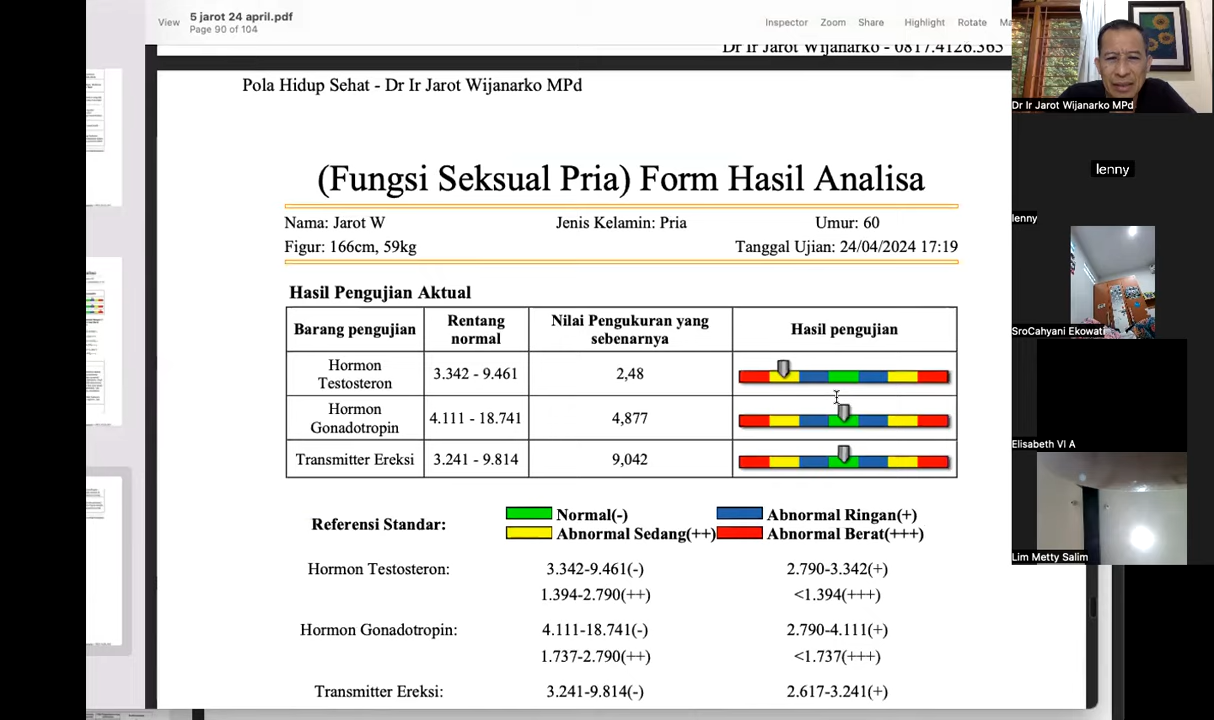 View
5 jarot 24 april.pdf
Page 90 of 104
Inspector Zoom Share Highlight Rotate
Dr Ir Jarot Wijanarko - 0817.4126.365
Pola Hidup Sehat - Dr Ir Jarot Wijanarko MPd
(Fungsi Seksual Pria) Form Hasil Analisa
Nama: Jarot W Jenis Kelamin: Pria Umur: 60
Figur: 166cm, 59kg Tanggal Ujian: 24/04/2024 17:19
Hasil Pengujian Aktual
Barang pengujian Rentang normal Nilai Pengukuran yang sebenarnya Hasil pengujian
Hormon Testosteron 3.342 - 9.461 2,48
Hormon Gonadotropin 4.111 - 18.741 4,877
Transmitter Ereksi 3.241 - 9.814 9,042
Referensi Standar: Normal(-) Abnormal Ringan(+)
Abnormal Sedang(++) Abnormal Berat(+++)
Hormon Testosteron: 3.342-9.461(-) 2.790-3.342(+)
1.394-2.790(++) <1.394(+++)
Hormon Gonadotropin: 4.111-18.741(-) 2.790-4.111(+)
1.737-2.790(++) <1.737(+++)
Transmitter Ereksi: 3.241-9.814(-) 2.617-3.241(+)
Dr Ir Jarot Wijanarko MPd
lenny
lenny
SroCahyani Ekowati
Elisabeth VI A
Lim Metty Salim